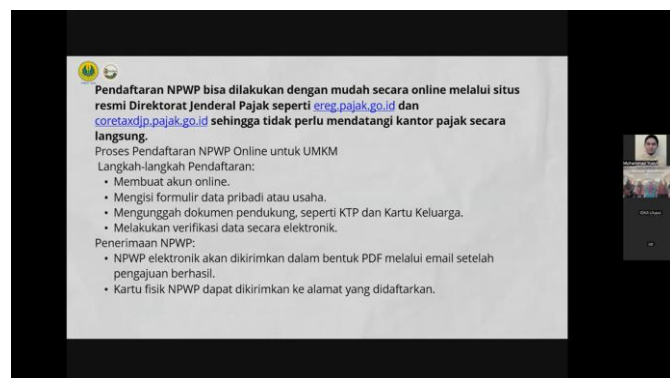 Pendaftaran NPWP bisa dilakukan dengan mudah secara online melalui situs
resmi Direktorat Jenderal Pajak seperti ereg.pajak.go.id dan
coretaxdjp.pajak.go.id sehingga tidak perlu mendatangi kantor pajak secara
langsung.
Proses Pendaftaran NPWP Online untuk UMKM
Langkah-langkah Pendaftaran:
• Membuat akun online.
• Mengisi formulir data pribadi atau usaha.
• Mengunggah dokumen pendukung, seperti KTP dan Kartu Keluarga.
• Melakukan verifikasi data secara elektronik.
Penerimaan NPWP:
• NPWP elektronik akan dikirimkan dalam bentuk PDF melalui email setelah
pengajuan berhasil.
• Kartu fisik NPWP dapat dikirimkan ke alamat yang didaftarkan.